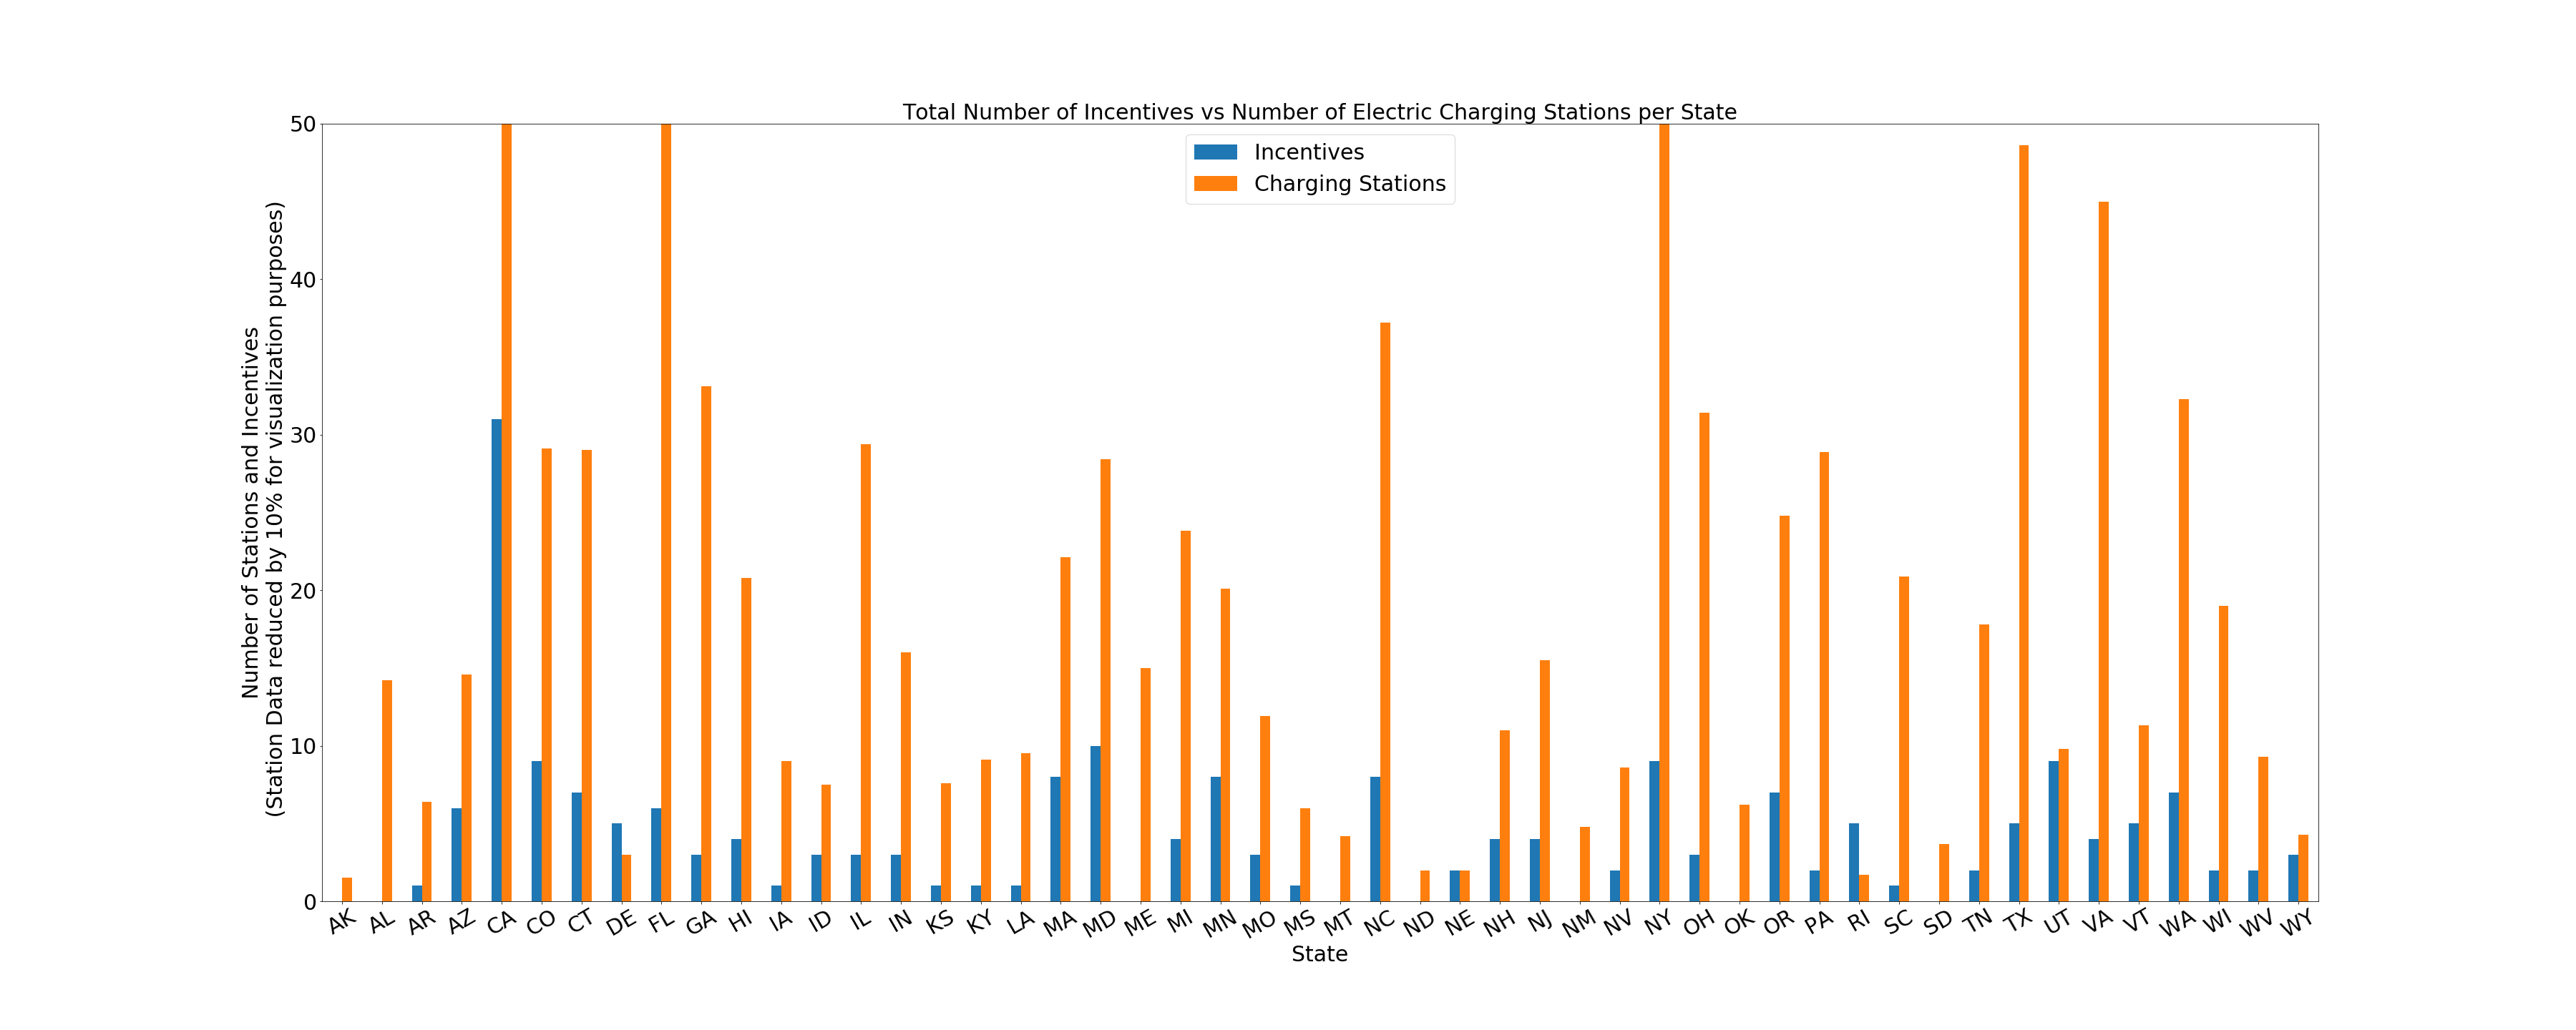 Total Number of Incentives vs Number of Electric Charging Stations per State
Incentives
Charging Stations
Number of Stations and Incentives
(Station Data reduced by 10% for visualization purposes)
50
40
30
20
10
0
AK AL AR AZ CA CO CT DE FL GA HI IA ID IL IN KS KY LA MA MD ME MI MN MO MS MT NC ND NE NH NJ NM NV NY OH OK OR PA RI SC SD TN TX UT VA VT WA WI WV WY
State